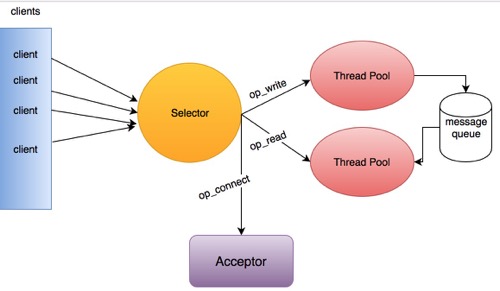 clients
client
client
client
client
Selector
op_write
op_read
op_connect
Thread Pool
Thread Pool
message
queue
Acceptor